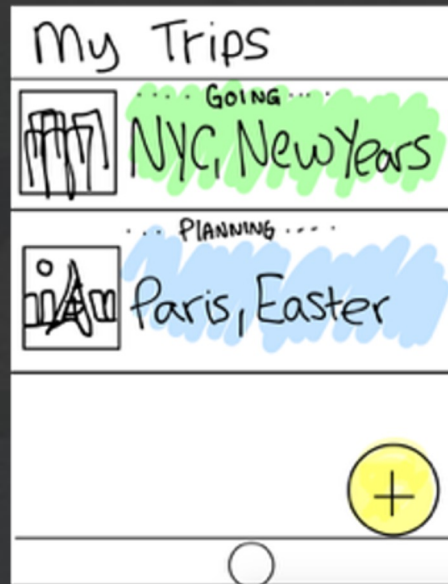 My Trips
.... GOING ....
NYC, New Years
... PLANNING ....
Paris, Easter
+